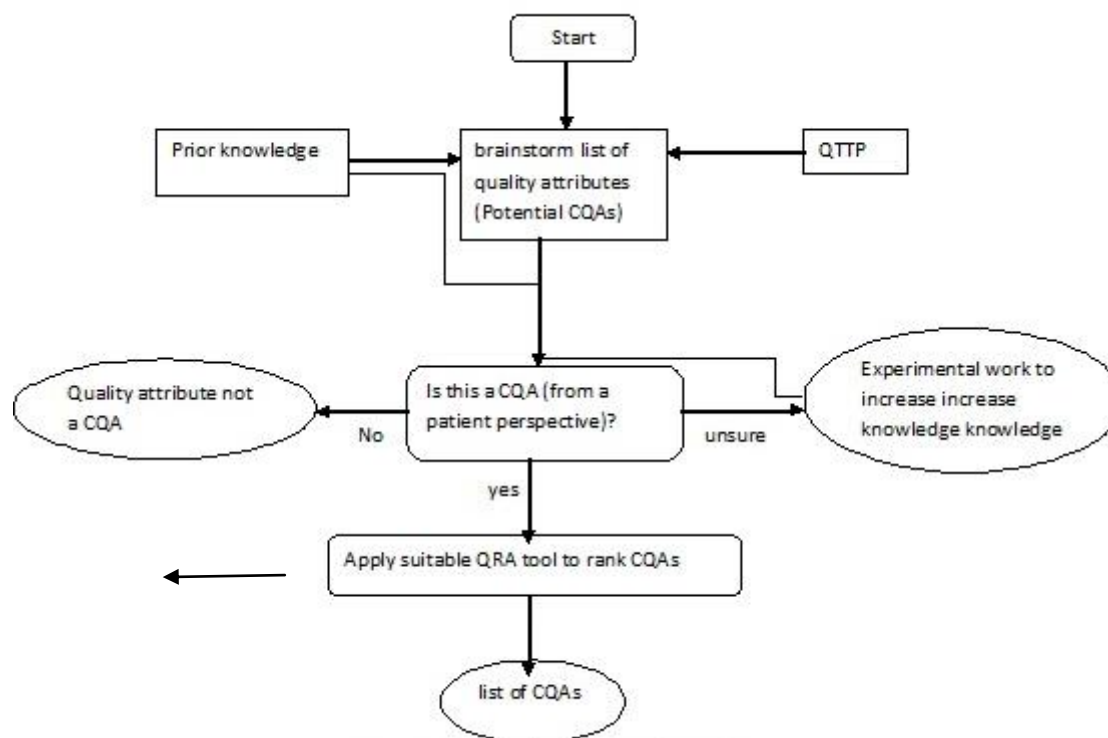 Start
Prior knowledge
brainstorm list of
quality attributes
(Potential CQAs)
QTTP
Quality attribute not
a CQA
No
Is this a CQA (from a
patient perspective)?
unsure
Experimental work to
increase increase
knowledge knowledge
yes
Apply suitable QRA tool to rank CQAs
list of CQAs